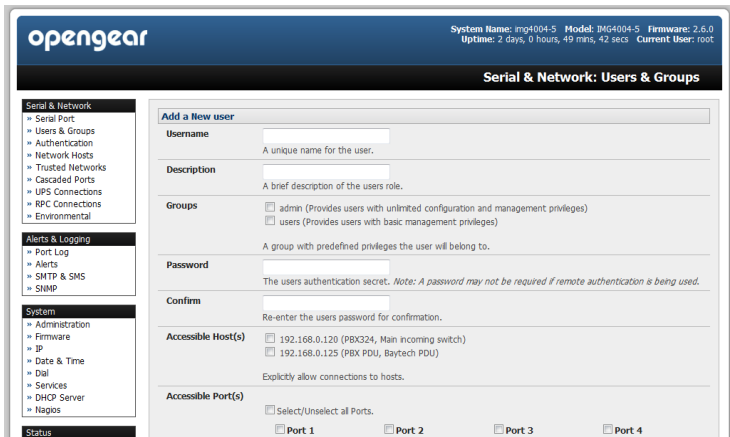 opengear
System Name: img4004-5 Model: IMG4004-5 Firmware: 2.6.0
Uptime: 2 days, 0 hours, 49 mins, 42 secs Current User: root
Serial & Network: Users & Groups
Serial & Network
» Serial Port
» Users & Groups
» Authentication
» Network Hosts
» Trusted Networks
» Cascaded Ports
» UPS Connections
» RPC Connections
» Environmental
Alerts & Logging
» Port Log
» Alerts
» SMTP & SMS
» SNMP
System
» Administration
» Firmware
» IP
» Date & Time
» Dial
» Services
» DHCP Server
» Nagios
Status
Add a New user
Username
A unique name for the user.
Description
A brief description of the users role.
Groups
admin (Provides users with unlimited configuration and management privileges)
users (Provides users with basic management privileges)
A group with predefined privileges the user will belong to.
Password
The users authentication secret. Note: A password may not be required if remote authentication is being used.
Confirm
Re-enter the users password for confirmation.
Accessible Host(s)
192.168.0.120 (PBX324, Main incoming switch)
192.168.0.125 (PBX PDU, Baytech PDU)
Explicitly allow connections to hosts.
Accessible Port(s)
Select/Unselect all Ports.
Port 1 Port 2 Port 3 Port 4